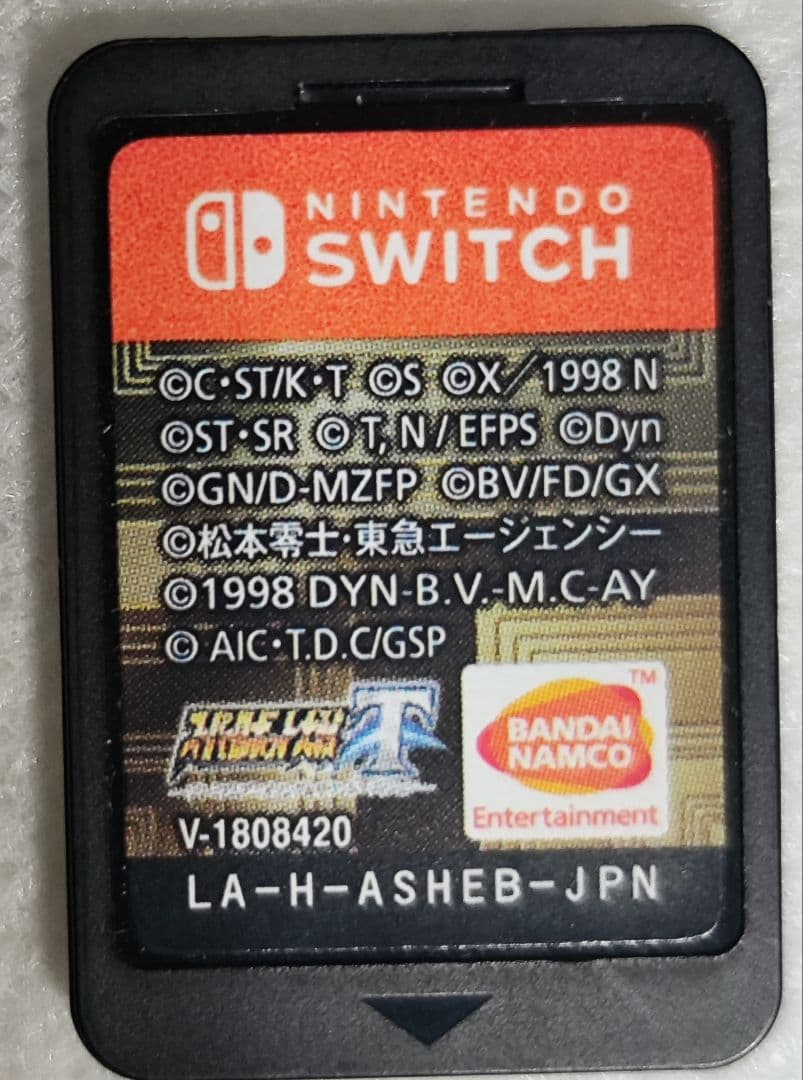 NINTENDO
SWITCH
©C・ST/K・T ©S ©X／1998 N
©ST・SR © T, N / EFPS ©Dyn
©GN/D-MZFP ©BV/FD/GX
©松本零士・東急エージェンシー
©1998 DYN-B.V.-M.C-AY
© AIC・T.D.C/GSP
T
BANDAI
NAMCO
TM
Entertainment
V-1808420
LA-H-ASHEB-JPN